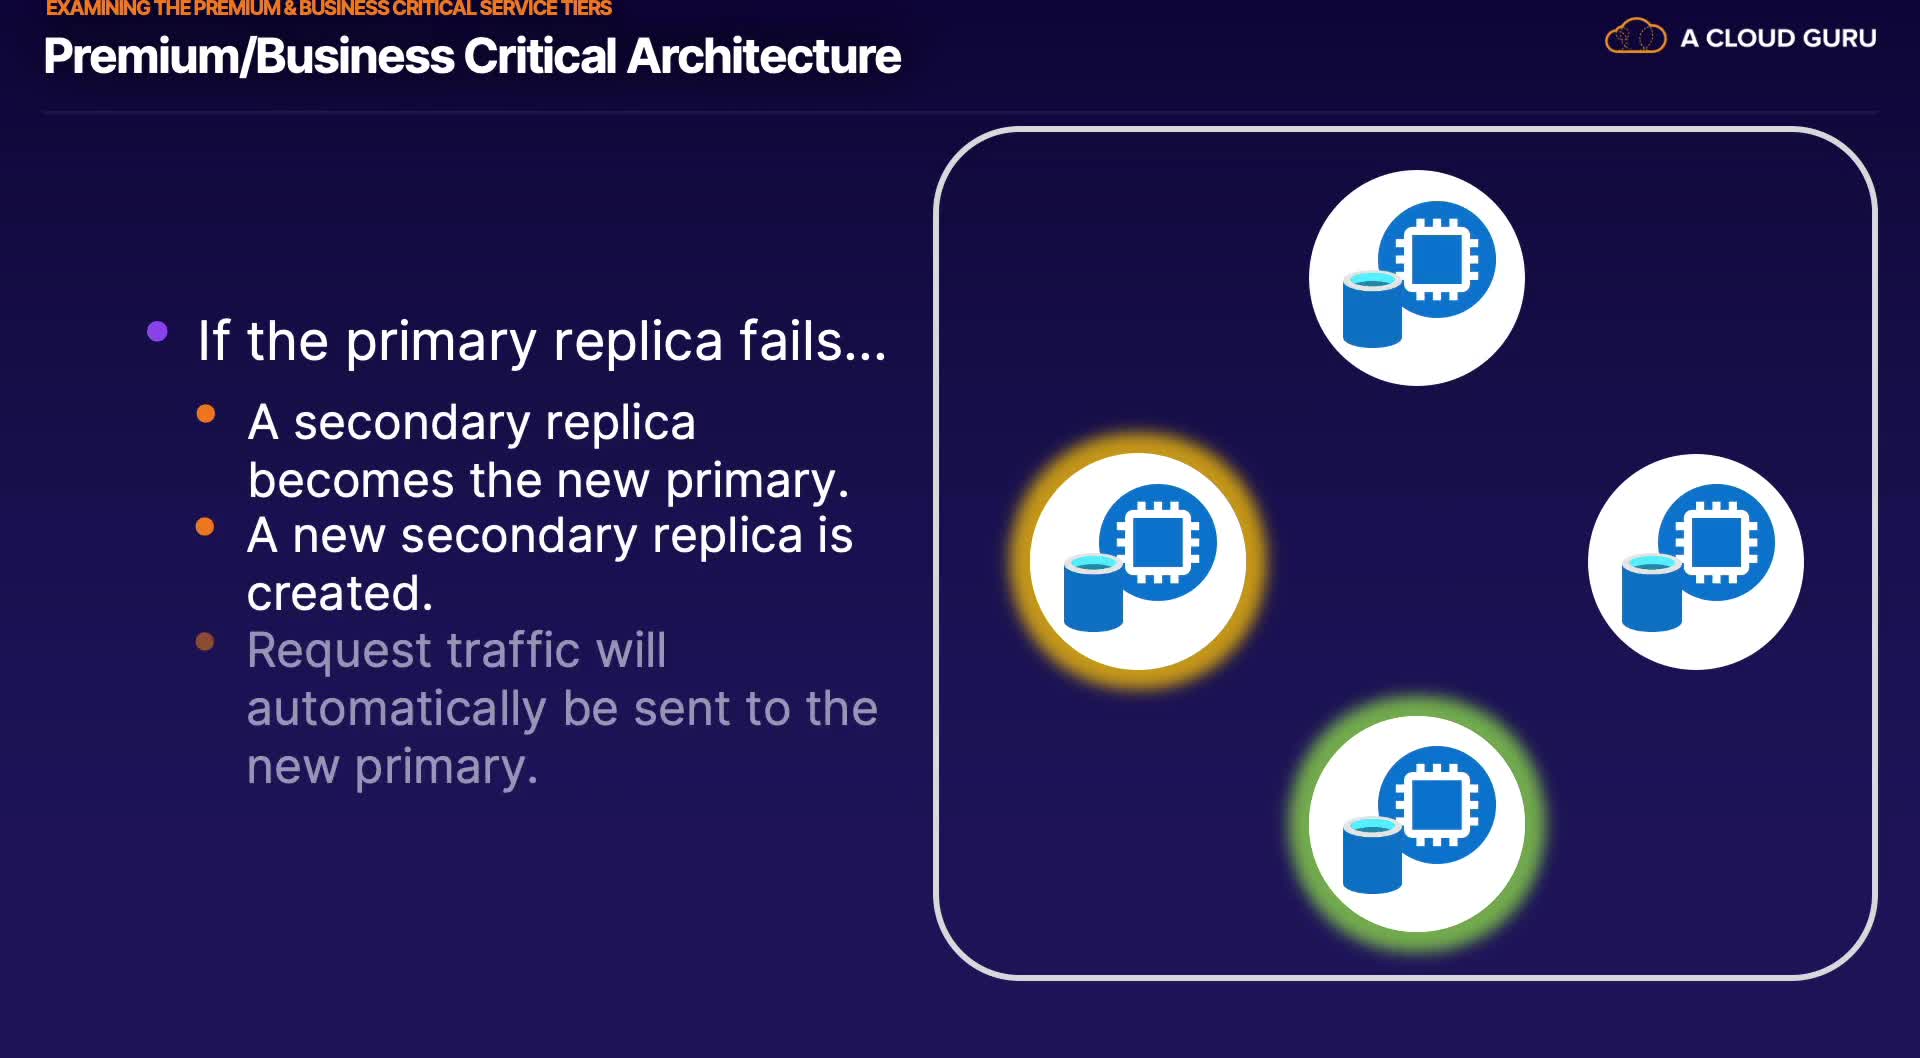 EXAMINING THE PREMIUM & BUSINESS CRITICAL SERVICE TIERS
Premium/Business Critical Architecture
A CLOUD GURU
If the primary replica fails...
A secondary replica
becomes the new primary.
A new secondary replica is
created.
Request traffic will
automatically be sent to the
new primary.